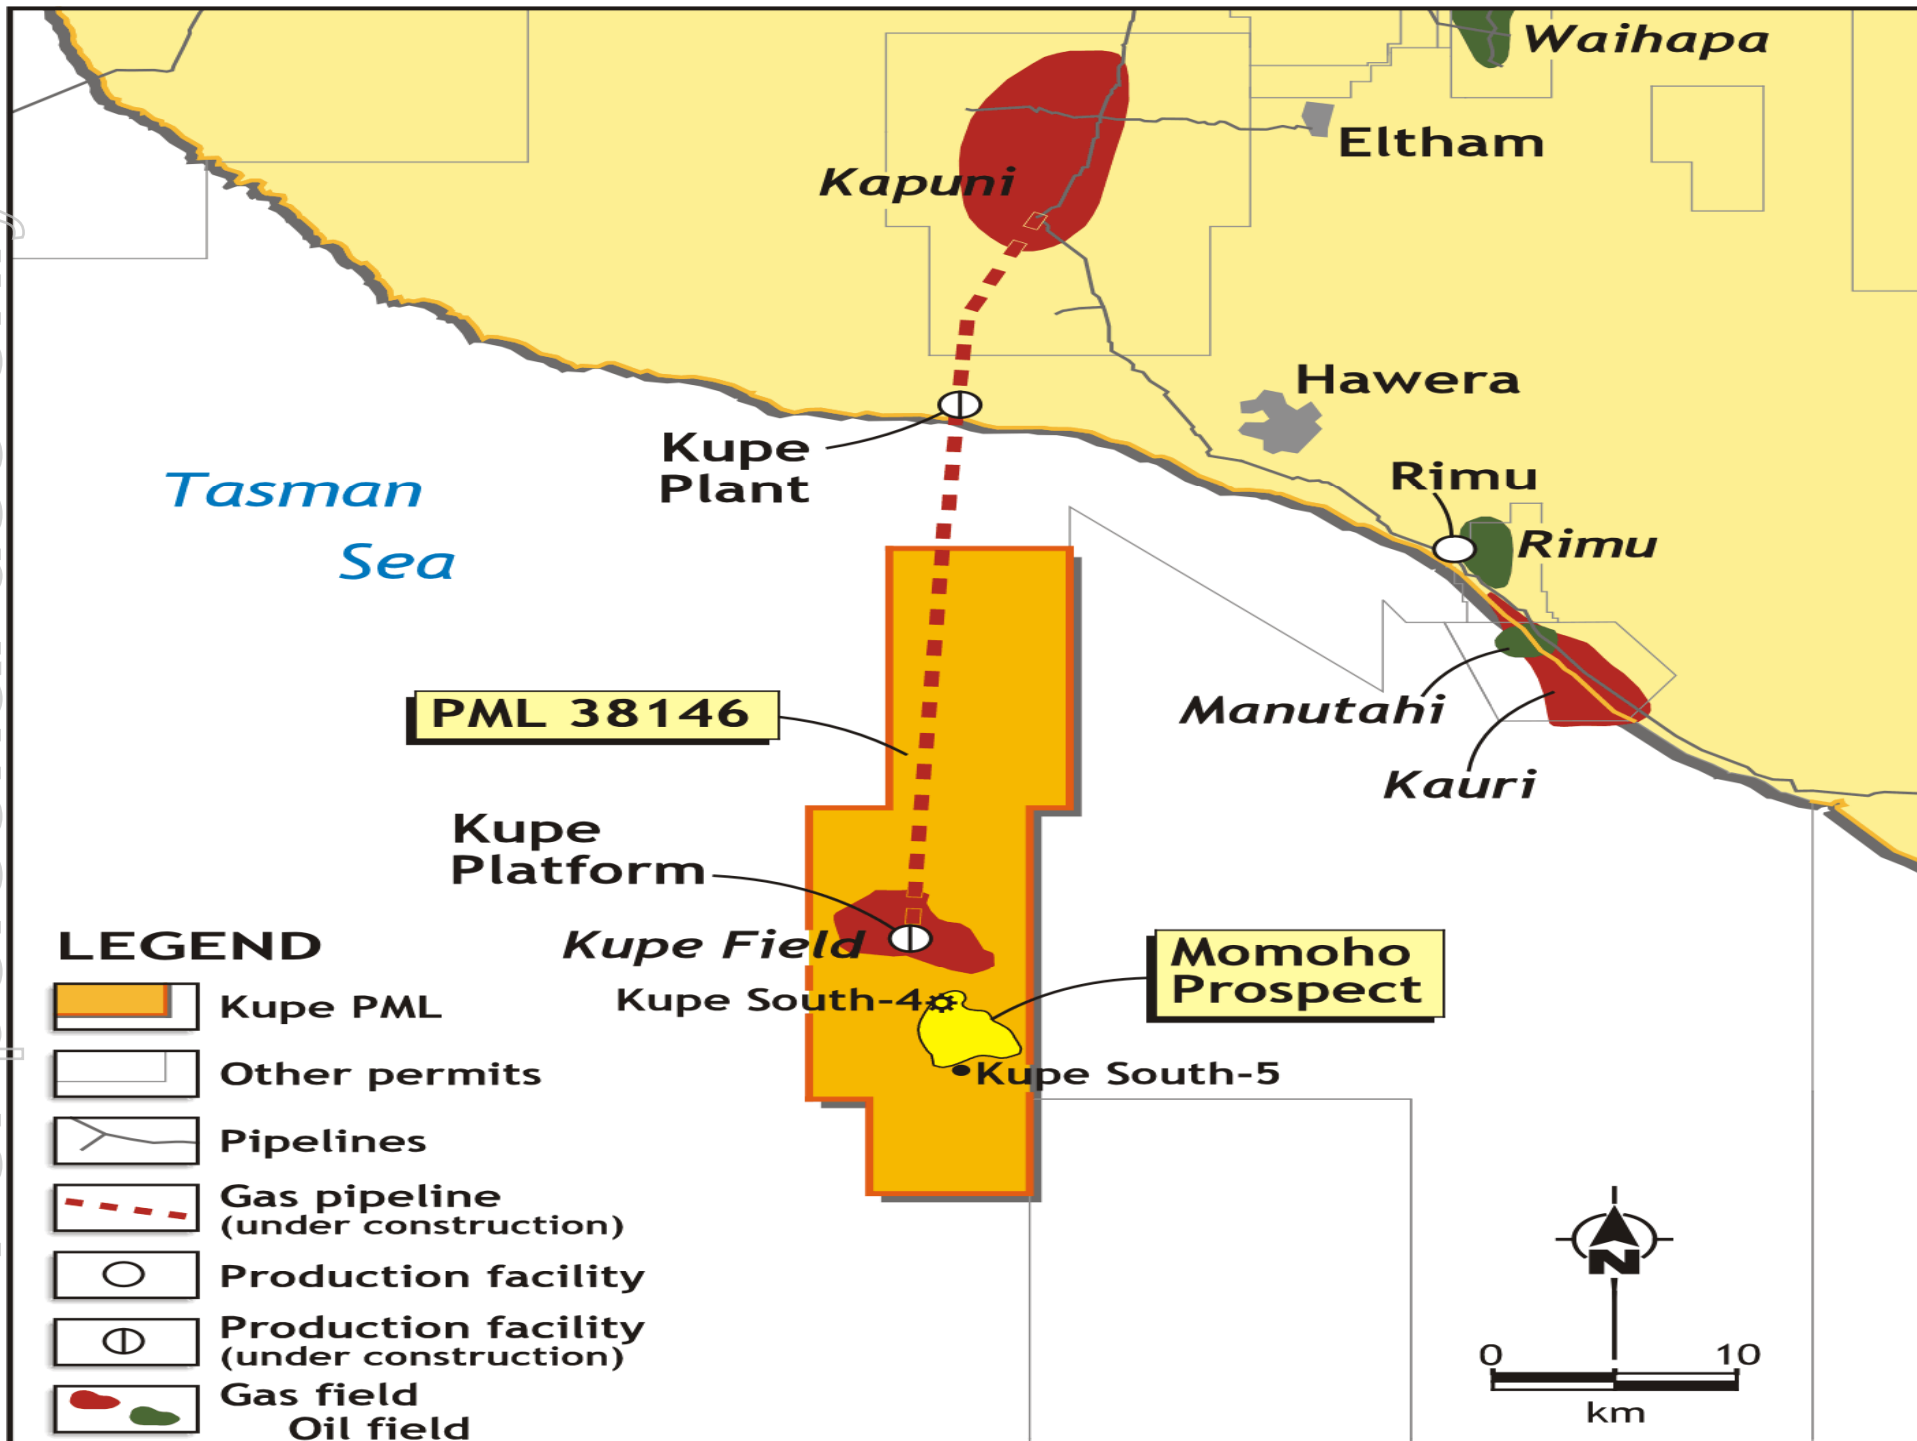 Waihapa
Eltham
Kapuni
Hawera
Kupe
Plant
Rimu
Rimu
Tasman
Sea
PML 38146
Manutahi
Kauri
Kupe
Platform
Kupe Field
Momoho
Prospect
Kupe South-4
Kupe South-5
LEGEND
Kupe PML
Other permits
Pipelines
Gas pipeline
(under construction)
Production facility
Production facility
(under construction)
Gas field
Oil field
N
0 10
km